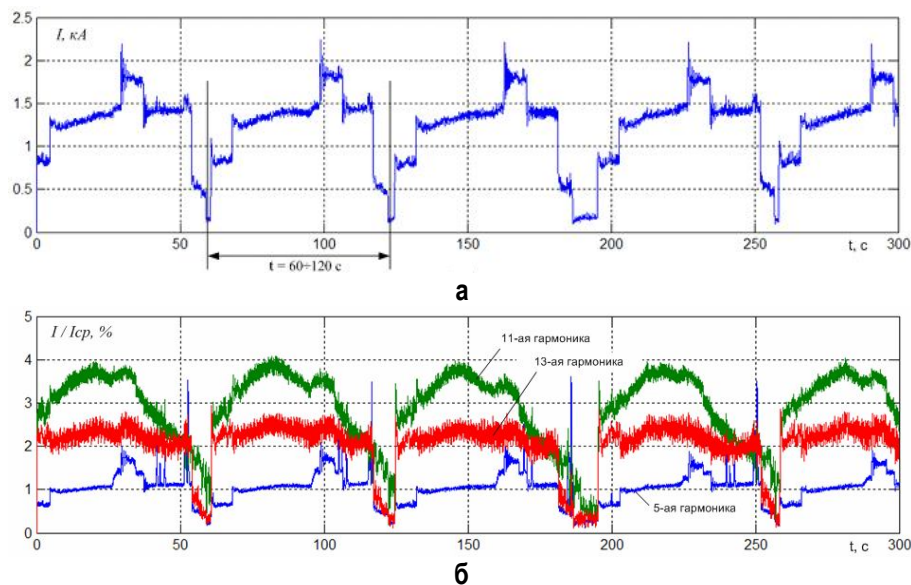 I, кА
2.5
2
1.5
1
0.5
0
0 50 100 150 200 250 300
t, с
t = 60÷120 с
а
I / Iср, %
5
4
3
2
1
0
11-ая гармоника
13-ая гармоника
5-ая гармоника
0 50 100 150 200 250 300
t, с
б